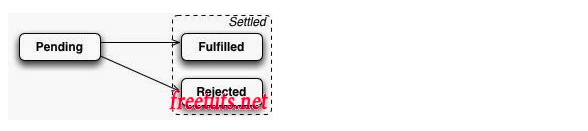 Settled
Pending
Fulfilled
Rejected
freetuts.net